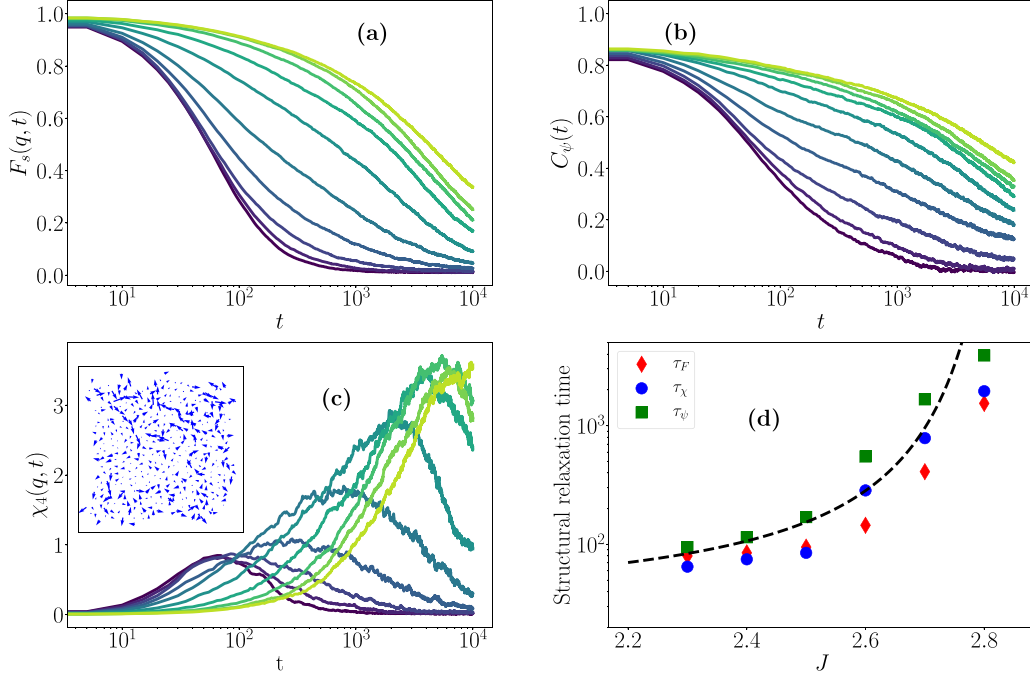 1.0
0.8
0.6
0.4
0.2
0.0
F_s(q, t)
(a)
10^1
10^2
10^3
10^4
t
1.0
0.8
0.6
0.4
0.2
0.0
C_ψ(t)
(b)
10^1
10^2
10^3
10^4
t
3
2
1
0
χ_4(q, t)
(c)
10^1
10^2
10^3
10^4
t
Structural relaxation time
10^3
10^2
τ_F
τ_χ
τ_ψ
(d)
2.2
2.4
2.6
2.8
J